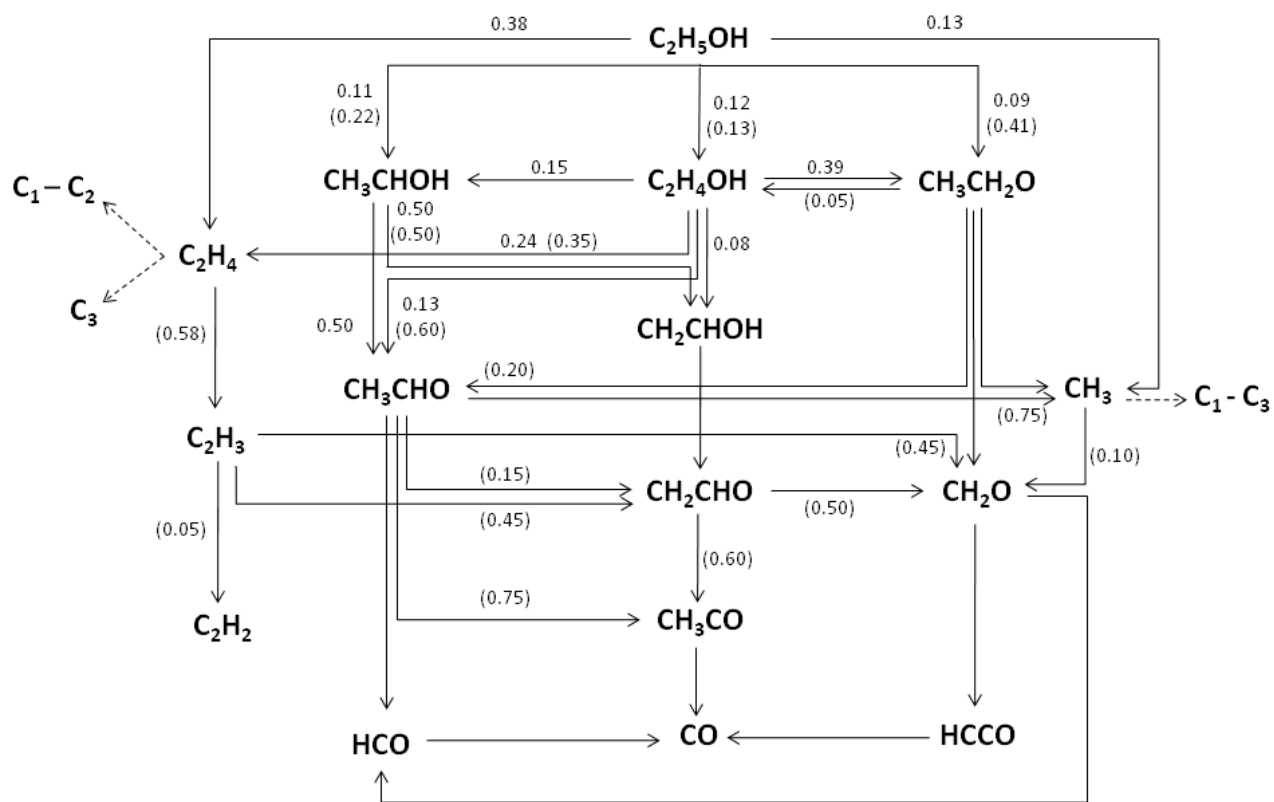 0.38 C₂H₅OH 0.13
0.11
(0.22)
0.12
(0.13)
0.09
(0.41)
C₁ – C₂
CH₃CHOH
0.15
C₂H₄OH
0.39
(0.05)
CH₃CH₂O
0.50
(0.50)
C₂H₄
0.24 (0.35)
0.08
C₃
(0.58)
0.50
0.13
(0.60)
CH₂CHOH
CH₃CHO
(0.20)
(0.75)
CH₃
C₁ - C₃
C₂H₃
(0.45)
(0.10)
(0.15)
(0.45)
CH₂CHO
(0.50)
CH₂O
(0.05)
(0.60)
C₂H₂
(0.75)
CH₃CO
HCO
CO
HCCO